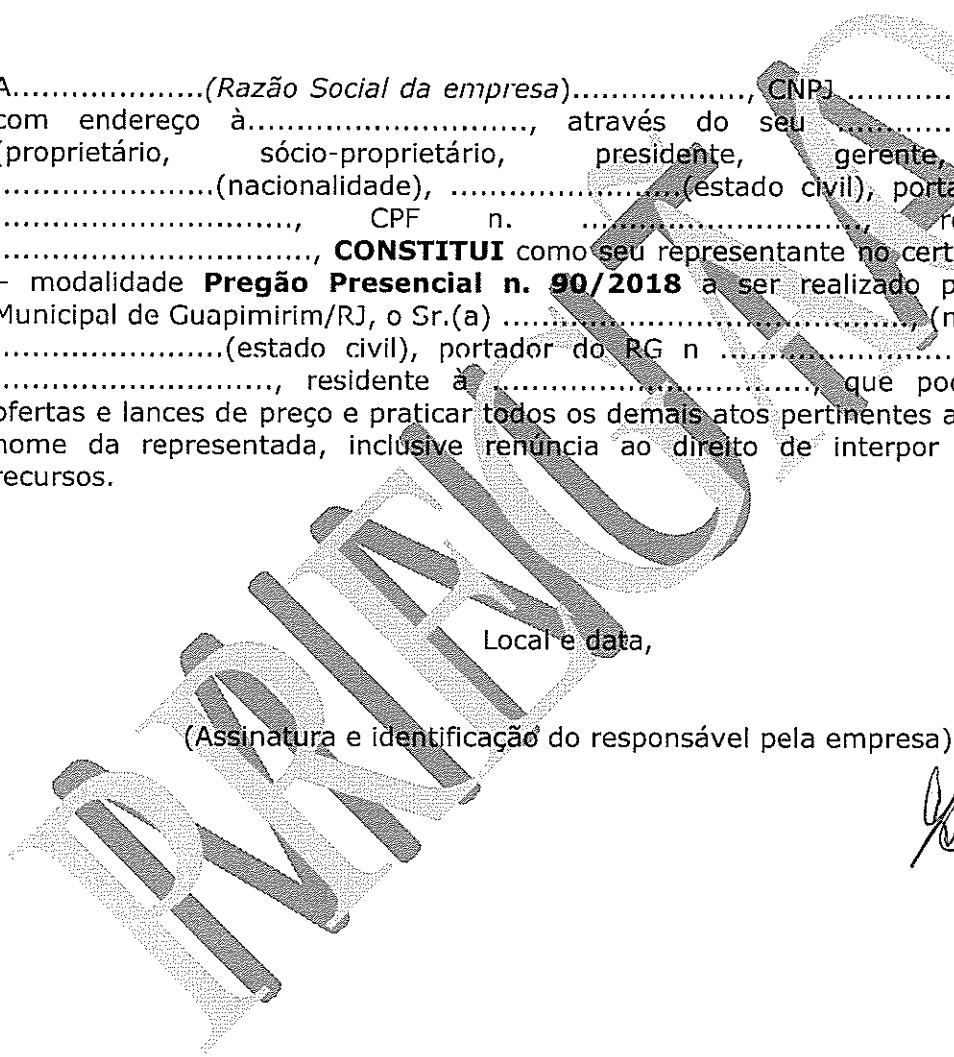 A...................(Razão Social da empresa)................., CNPJ ............
com endereço à............................, através do seu .............
(proprietário, sócio-proprietário, presidente, gerente,
......................(nacionalidade), .......................(estado civil), porta
............................., CPF n. ............................, r
..............................., CONSTITUI como seu representante no cert
- modalidade Pregão Presencial n. 90/2018 a ser realizado p
Municipal de Guapimirim/RJ, o Sr.(a) ........................................, (n
......................(estado civil), portador do RG n .......................
..........................., residente à ................................, que pod
ofertas e lances de preço e praticar todos os demais atos pertinentes a
nome da representada, inclusive renúncia ao direito de interpor
recursos.
Local e data,
(Assinatura e identificação do responsável pela empresa)